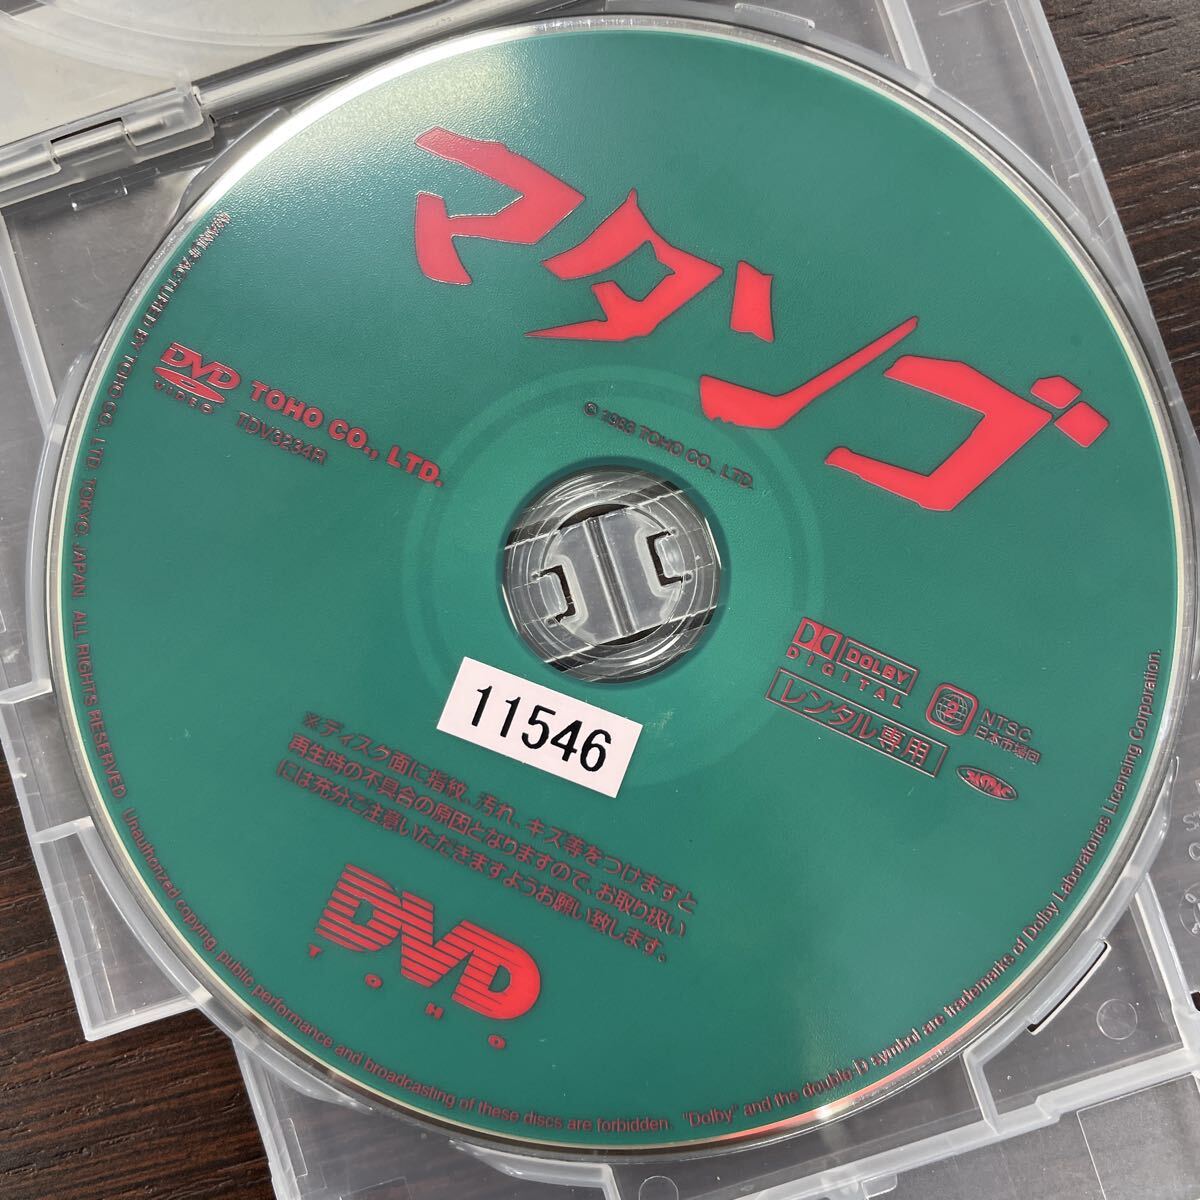 マタンゴ
© 1963 TOHO CO., LTD.
DVD
VIDEO
TOHO CO., LTD.
TDV3234R
DOLBY
DIGITAL
2
NTSC
日本市場向
レンタル専用
11546
※ディスク面に指紋、汚れ、キズ等をつけますと
再生時の不具合の原因となりますので、お取り扱い
には充分ご注意いただきますようお願い致します。
DVD
TOHO
MANUFACTURED BY TOHO CO., LTD. TOKYO, JAPAN. ALL RIGHTS RESERVED. Unauthorized copying, public performance and broadcasting of these discs are forbidden. "Dolby" and the double-D symbol are trademarks of Dolby Laboratories Licensing Corporation.